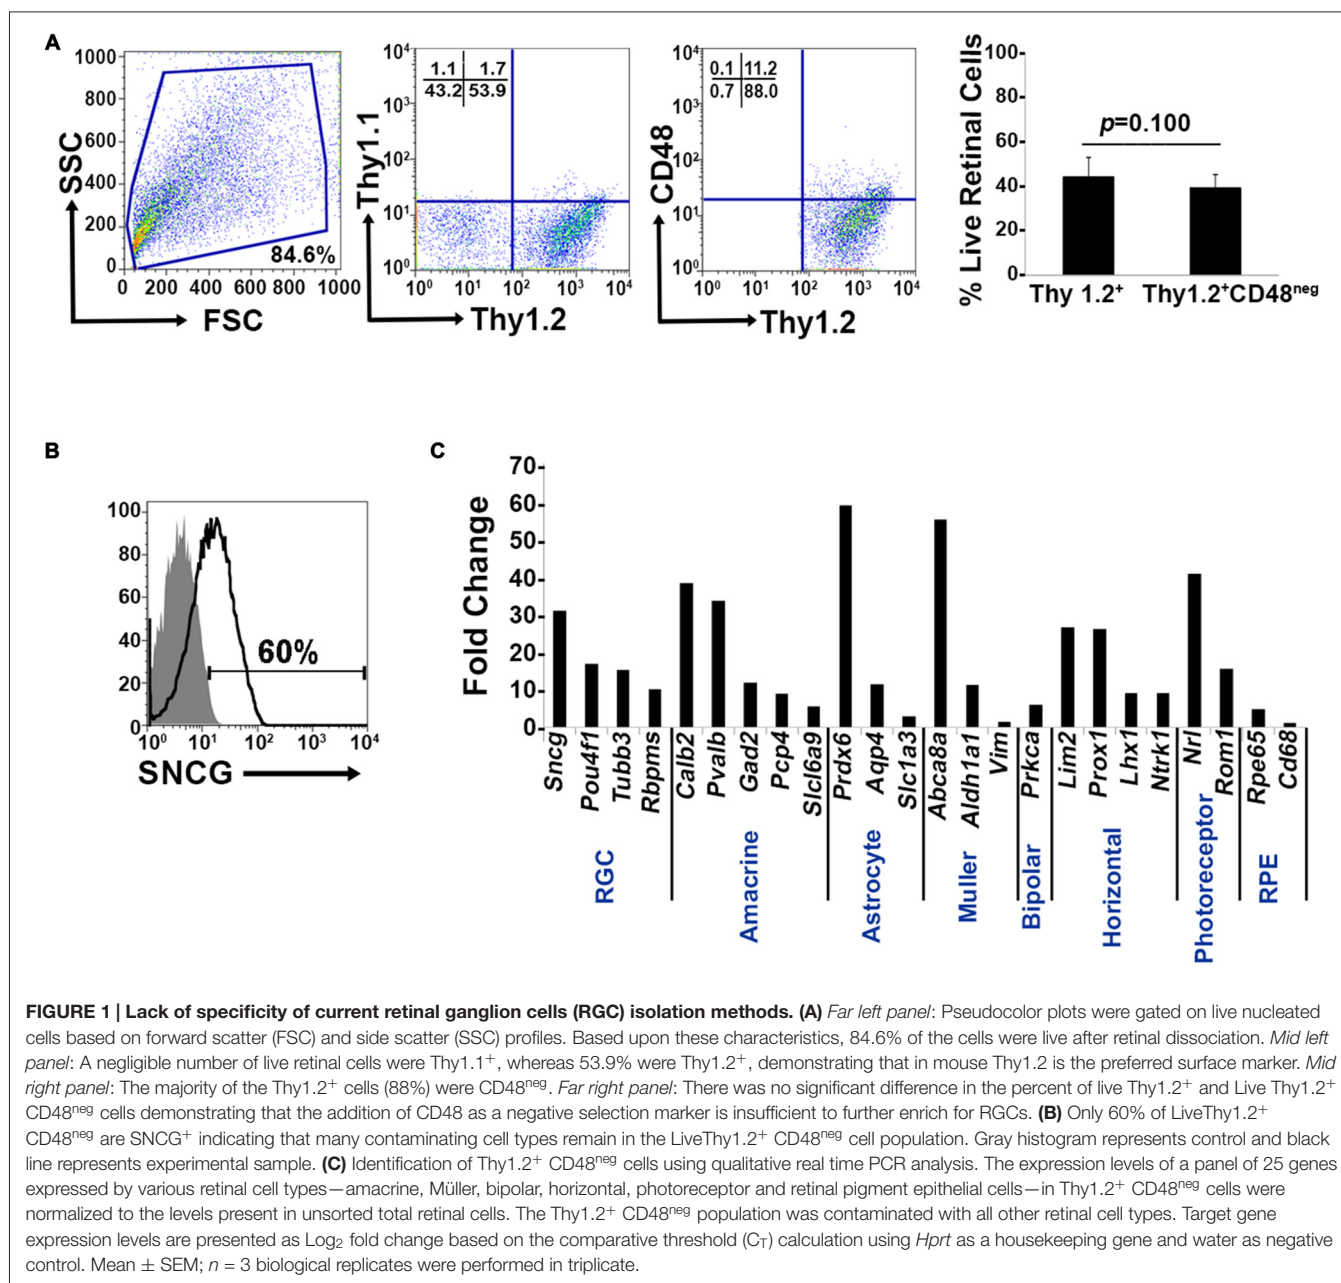 A
1000
800
600
400
200
0
SSC
84.6%
0 200 400 600 800 1000
FSC
10⁴
10³
10²
10¹
10⁰
Thy1.1
1.1 1.7
43.2 53.9
10⁰ 10¹ 10² 10³ 10⁴
Thy1.2
10⁴
10³
10²
10¹
10⁰
CD48
0.1 11.2
0.7 88.0
10⁰ 10¹ 10² 10³ 10⁴
Thy1.2
% Live Retinal Cells
100
80
60
40
20
0
p=0.100
Thy 1.2⁺ Thy1.2⁺CD48ⁿᵉᵍ
B
100
80
60
40
20
0
60%
10⁰ 10¹ 10² 10³ 10⁴
SNCG
C
Fold Change
70
60
50
40
30
20
10
0
Sncg
Pou4f1
Tubb3
Rbpms
Calb2
Pvalb
Gad2
Pcp4
Slcl6a9
Prdx6
Aqp4
Slc1a3
Abca8a
Aldh1a1
Vim
Prkca
Lim2
Prox1
Lhx1
Ntrk1
Nrl
Rom1
Rpe65
Cd68
RGC
Amacrine
Astrocyte
Muller
Bipolar
Horizontal
Photoreceptor
RPE
FIGURE 1 | Lack of specificity of current retinal ganglion cells (RGC) isolation methods. (A) Far left panel: Pseudocolor plots were gated on live nucleated
cells based on forward scatter (FSC) and side scatter (SSC) profiles. Based upon these characteristics, 84.6% of the cells were live after retinal dissociation. Mid left
panel: A negligible number of live retinal cells were Thy1.1⁺, whereas 53.9% were Thy1.2⁺, demonstrating that in mouse Thy1.2 is the preferred surface marker. Mid
right panel: The majority of the Thy1.2⁺ cells (88%) were CD48ⁿᵉᵍ. Far right panel: There was no significant difference in the percent of live Thy1.2⁺ and Live Thy1.2⁺
CD48ⁿᵉᵍ cells demonstrating that the addition of CD48 as a negative selection marker is insufficient to further enrich for RGCs. (B) Only 60% of LiveThy1.2⁺
CD48ⁿᵉᵍ are SNCG⁺ indicating that many contaminating cell types remain in the LiveThy1.2⁺ CD48ⁿᵉᵍ cell population. Gray histogram represents control and black
line represents experimental sample. (C) Identification of Thy1.2⁺ CD48ⁿᵉᵍ cells using qualitative real time PCR analysis. The expression levels of a panel of 25 genes
expressed by various retinal cell types—amacrine, Müller, bipolar, horizontal, photoreceptor and retinal pigment epithelial cells—in Thy1.2⁺ CD48ⁿᵉᵍ cells were
normalized to the levels present in unsorted total retinal cells. The Thy1.2⁺ CD48ⁿᵉᵍ population was contaminated with all other retinal cell types. Target gene
expression levels are presented as Log₂ fold change based on the comparative threshold (C_T) calculation using Hprt as a housekeeping gene and water as negative
control. Mean ± SEM; n = 3 biological replicates were performed in triplicate.